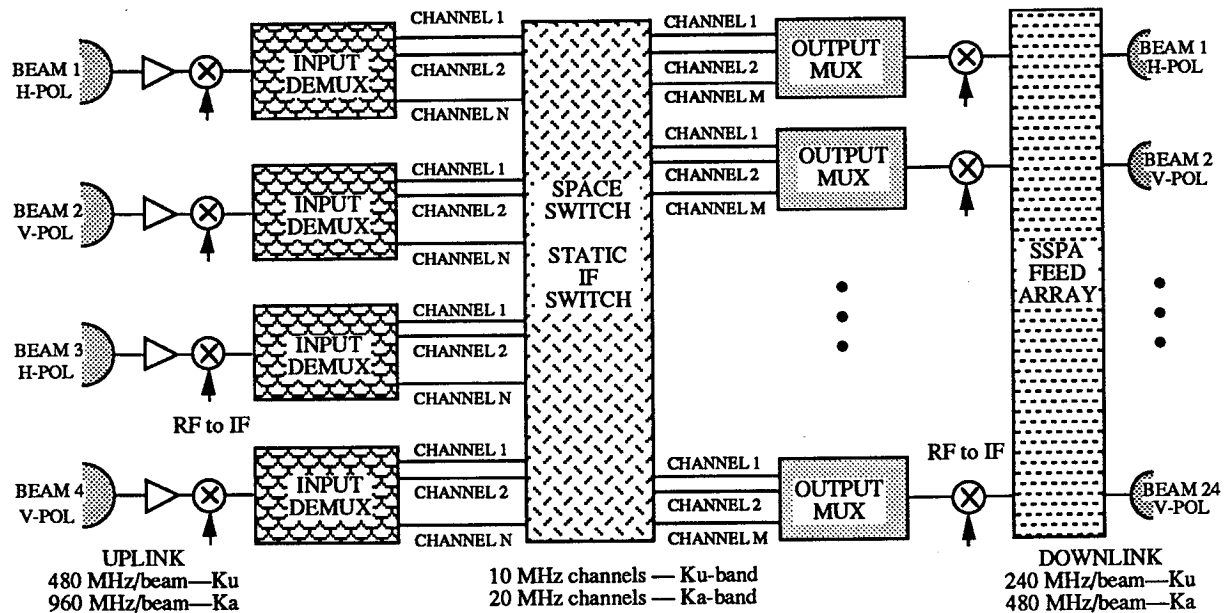 BEAM 1
H-POL
INPUT
DEMUX
CHANNEL 1
CHANNEL 2
CHANNEL N
BEAM 2
V-POL
INPUT
DEMUX
CHANNEL 1
CHANNEL 2
CHANNEL N
BEAM 3
H-POL
RF to IF
INPUT
DEMUX
CHANNEL 1
CHANNEL 2
CHANNEL N
BEAM 4
V-POL
INPUT
DEMUX
CHANNEL 1
CHANNEL 2
CHANNEL N
UPLINK
480 MHz/beam—Ku
960 MHz/beam—Ka
SPACE
SWITCH
STATIC
IF
SWITCH
10 MHz channels — Ku-band
20 MHz channels — Ka-band
CHANNEL 1
CHANNEL 2
CHANNEL M
OUTPUT
MUX
CHANNEL 1
CHANNEL 2
CHANNEL M
OUTPUT
MUX
CHANNEL 1
CHANNEL 2
CHANNEL M
OUTPUT
MUX
RF to IF
SSPA
FEED
ARRAY
BEAM 1
H-POL
BEAM 2
V-POL
BEAM 24
V-POL
DOWNLINK
240 MHz/beam—Ku
480 MHz/beam—Ka